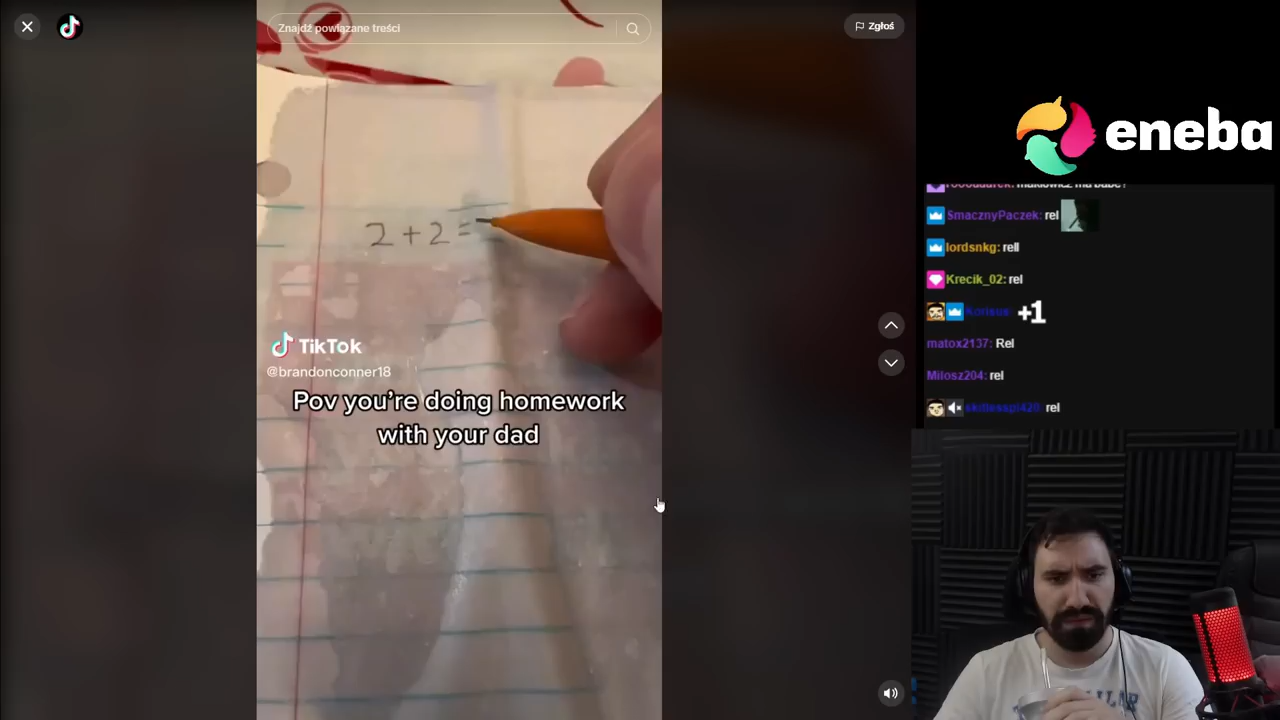 Znajdź powiązane treści
Zgłoś
2+2=
TikTok
@brandonconner18
Pov you're doing homework
with your dad
eneba
SmacznyPaczek: rel
lordsnkg: rell
Krecik_02: rel
+1
matox2137: Rel
Milosz204: rel
rel